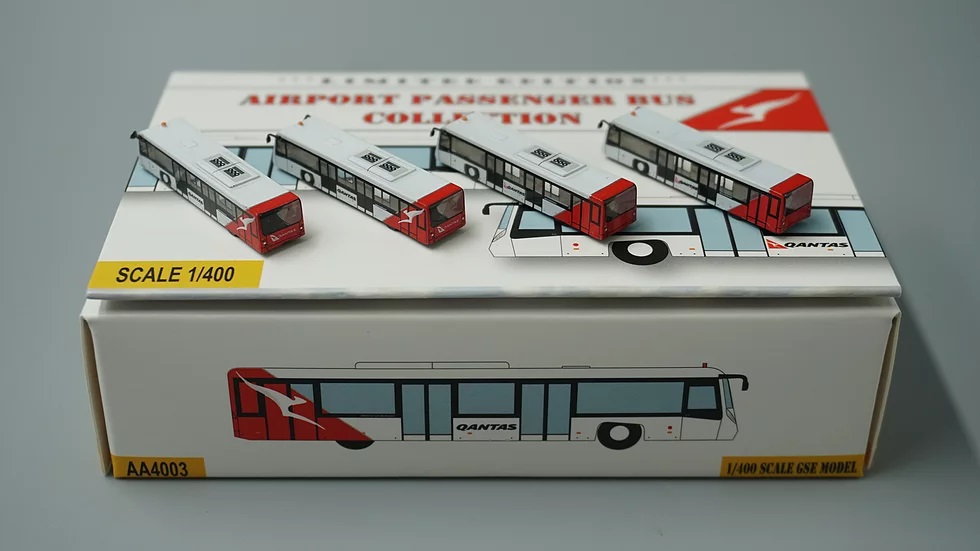 LIMITED EDITION
AIRPORT PASSENGER BUS
COLLECTION
QANTAS
SCALE 1/400
QANTAS
AA4003
1/400 SCALE GSE MODEL